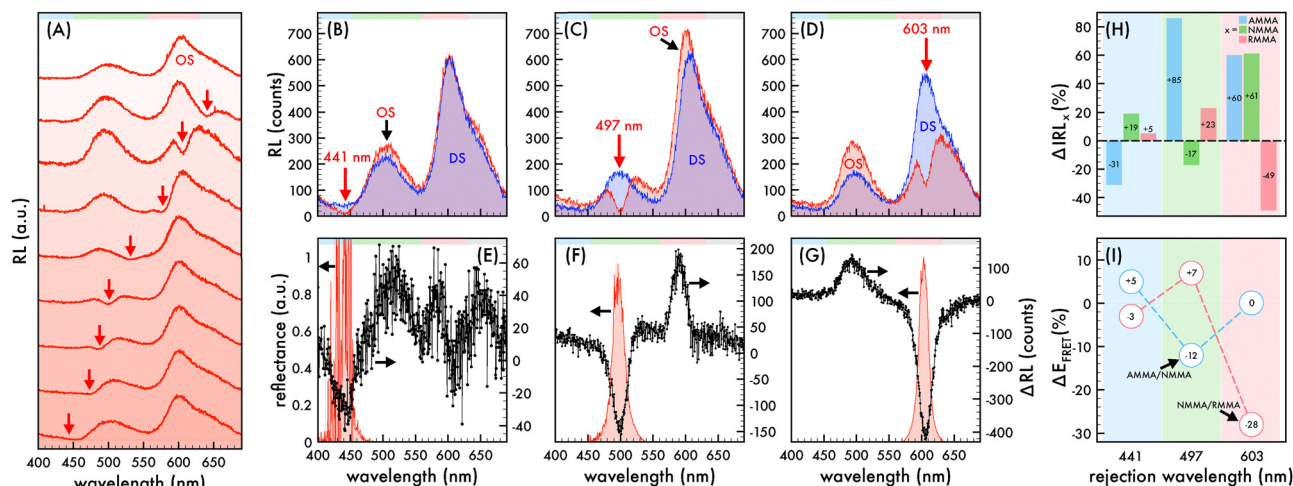 (A)
OS
RL (a.u.)
400 450 500 550 600 650
wavelength (nm)
(B)
700
600
500
400
300
200
100
0
RL (counts)
OS
441 nm
DS
(C)
OS
497 nm
DS
(D)
603 nm
OS
DS
(E)
1
0.8
0.6
0.4
0.2
0
reflectance (a.u.)
60
40
20
0
-20
-40
400 450 500 550 600 650
wavelength (nm)
(F)
200
150
100
50
0
-50
-100
-150
400 450 500 550 600 650
wavelength (nm)
(G)
100
0
-100
-200
-300
-400
ΔRL (counts)
400 450 500 550 600 650
wavelength (nm)
(H)
AMMA
x = NMMA
RMMA
80
60
40
20
0
-20
-40
ΔIRLx (%)
-31
+19
+5
+85
-17
+23
+60
+61
-49
(I)
10
0
-10
-20
-30
ΔEFRET(%)
+5
-3
+7
-12
0
-28
AMMA/NMMA
NMMA/RMMA
441 497 603
rejection wavelength (nm)